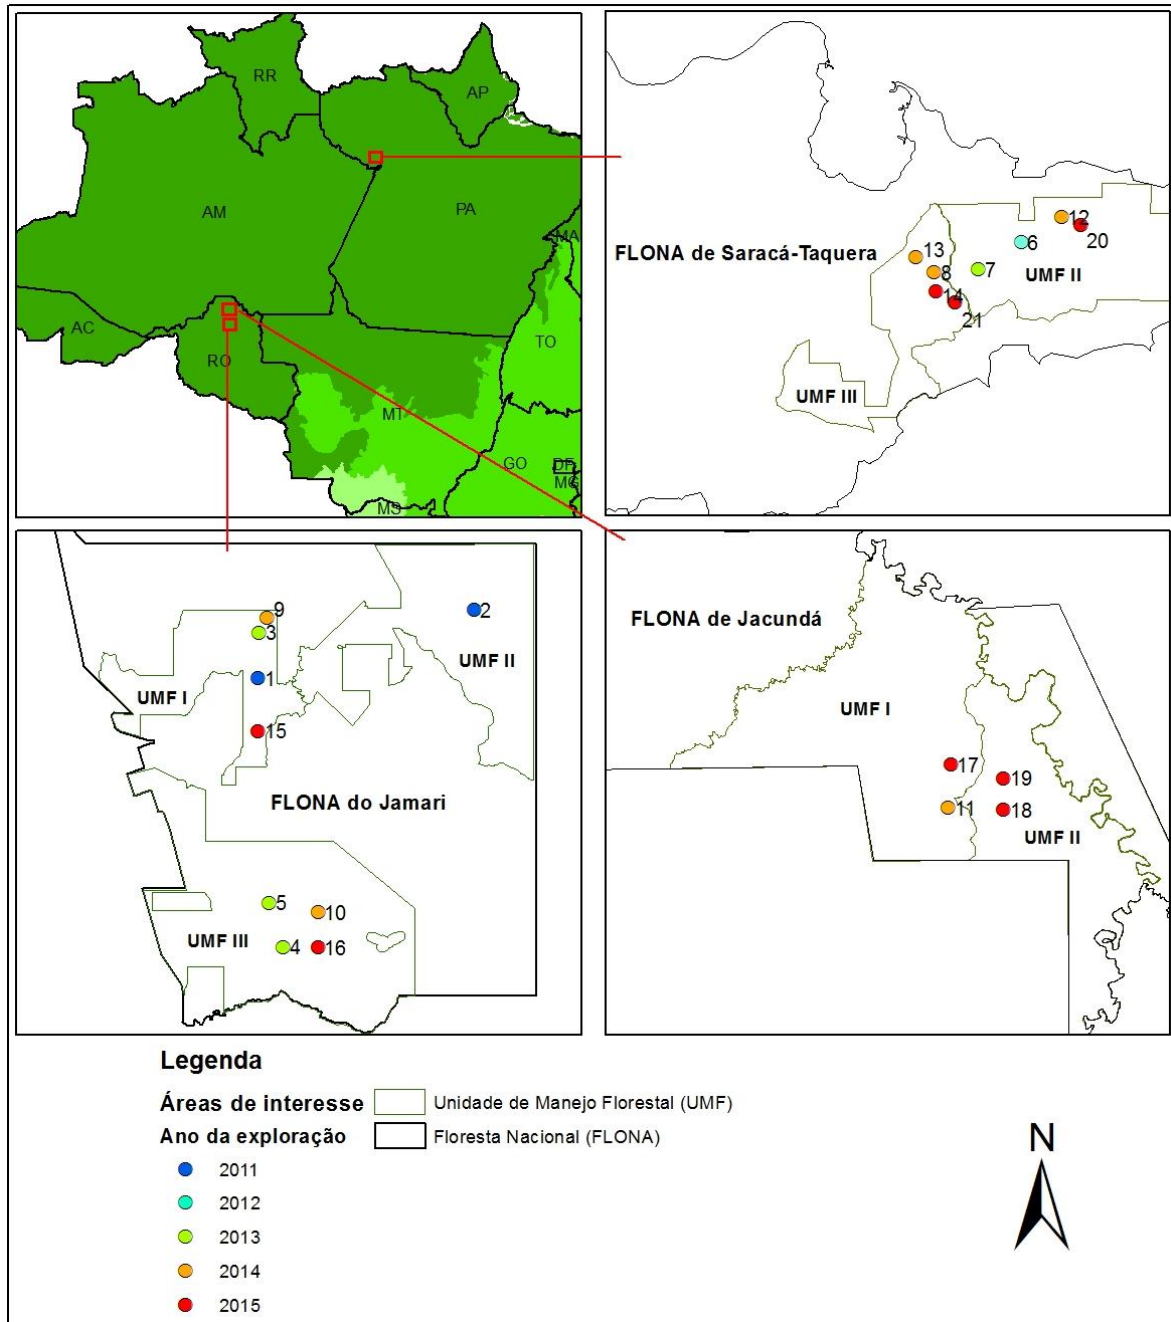 RR
AP
AM
PA
MA
AC
RO
TO
MT
GO
DF
MG
MS
12
20
6
13
FLONA de Saracá-Taquera
8
7
UMF II
14
21
UMF III
9
3
2
UMF II
1
UMF I
15
FLONA do Jamari
5
10
UMF III
4
16
FLONA de Jacundá
UMF I
17
19
11
18
UMF II
Legenda
Áreas de interesse
Unidade de Manejo Florestal (UMF)
Ano da exploração
Floresta Nacional (FLONA)
2011
2012
2013
2014
2015
N